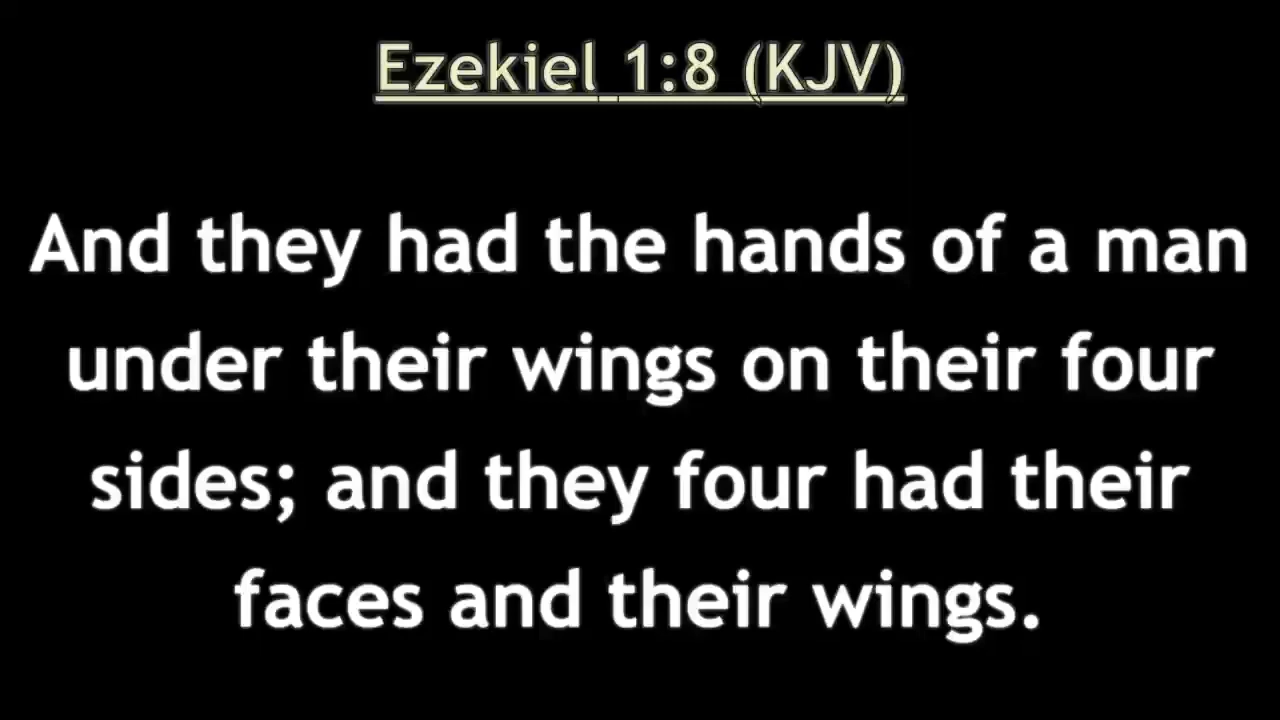 Ezekiel 1:8 (KJV)
And they had the hands of a man
under their wings on their four
sides; and they four had their
faces and their wings.